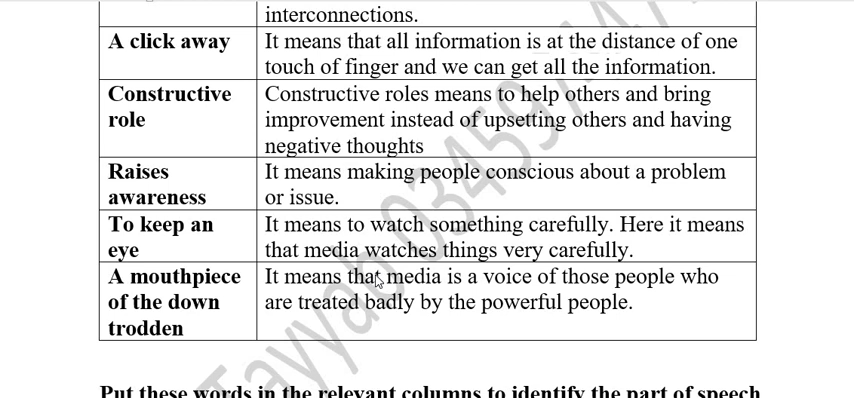 interconnections.
A click away
It means that all information is at the distance of one
touch of finger and we can get all the information.
Constructive
role
Constructive roles means to help others and bring
improvement instead of upsetting others and having
negative thoughts
Raises
awareness
It means making people conscious about a problem
or issue.
To keep an
eye
It means to watch something carefully. Here it means
that media watches things very carefully.
A mouthpiece
of the down
trodden
It means that media is a voice of those people who
are treated badly by the powerful people.
Put these words in the relevant columns to identify the part of speech
Tayyab